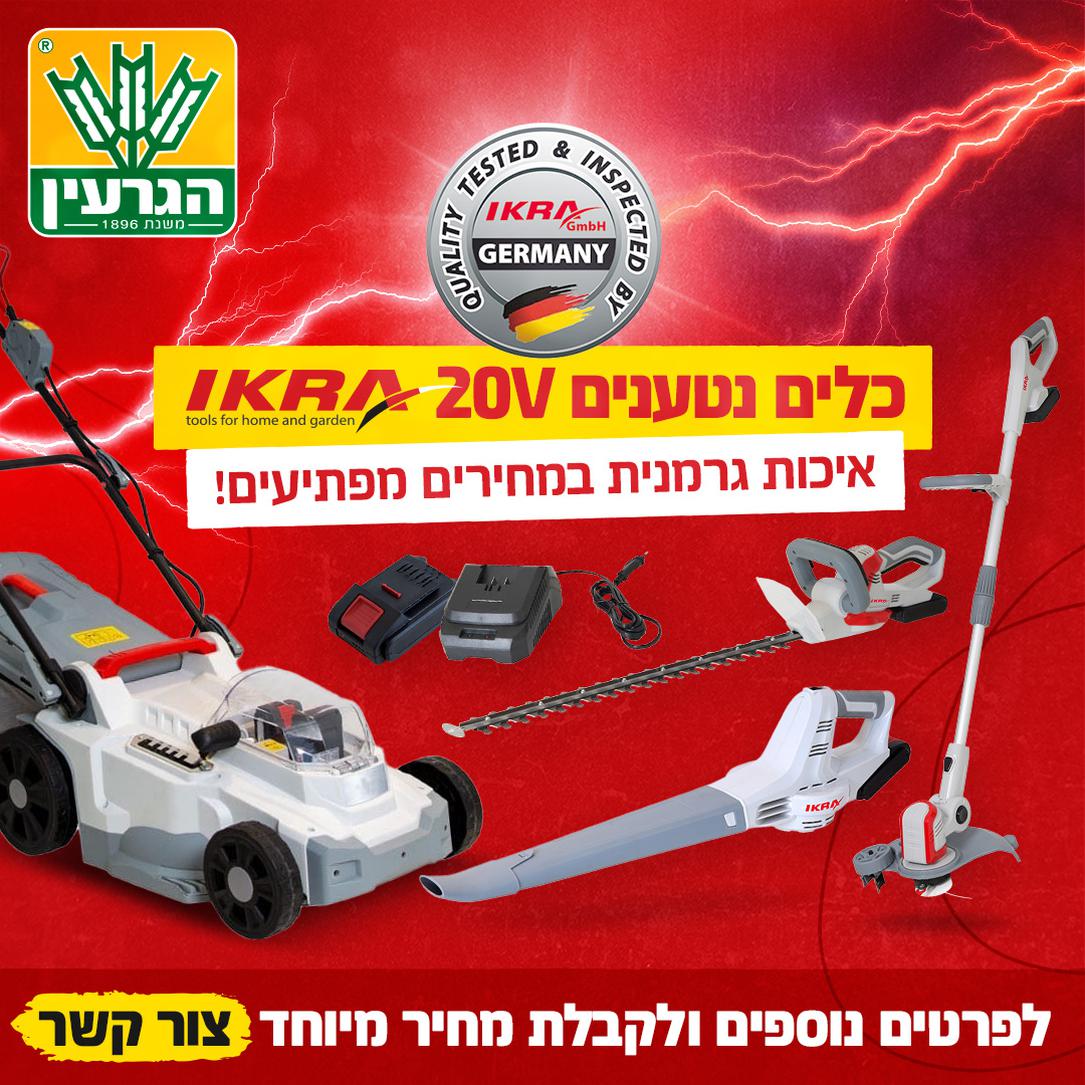 ®
הגרעין
משנת 1896
QUALITY TESTED & INSPECTED BY
IKRA
GmbH
GERMANY
כלים נטענים 20V IKRA
tools for home and garden
איכות גרמנית במחירים מפתיעים!
IKRA
IKRA
IKRA
לפרטים נוספים ולקבלת מחיר מיוחד צור קשר